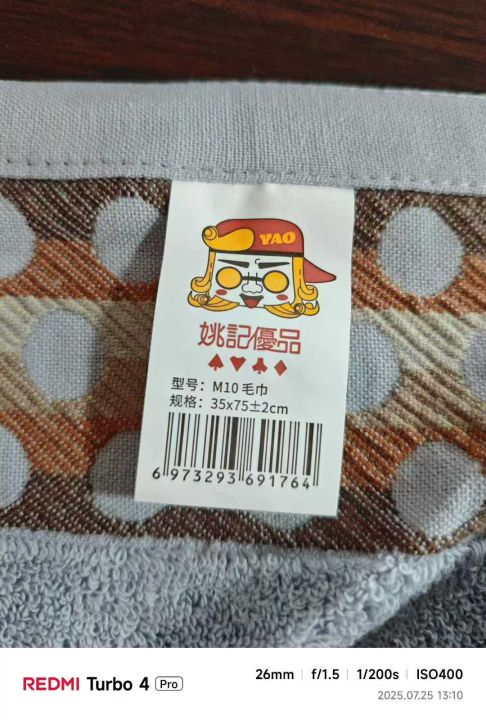 YAO
姚記優品
型号：M10 毛巾
规格：35x75±2cm
6 973293 691764
REDMI Turbo 4 Pro
26mm f/1.5 1/200s ISO400
2025.07.25 13:10